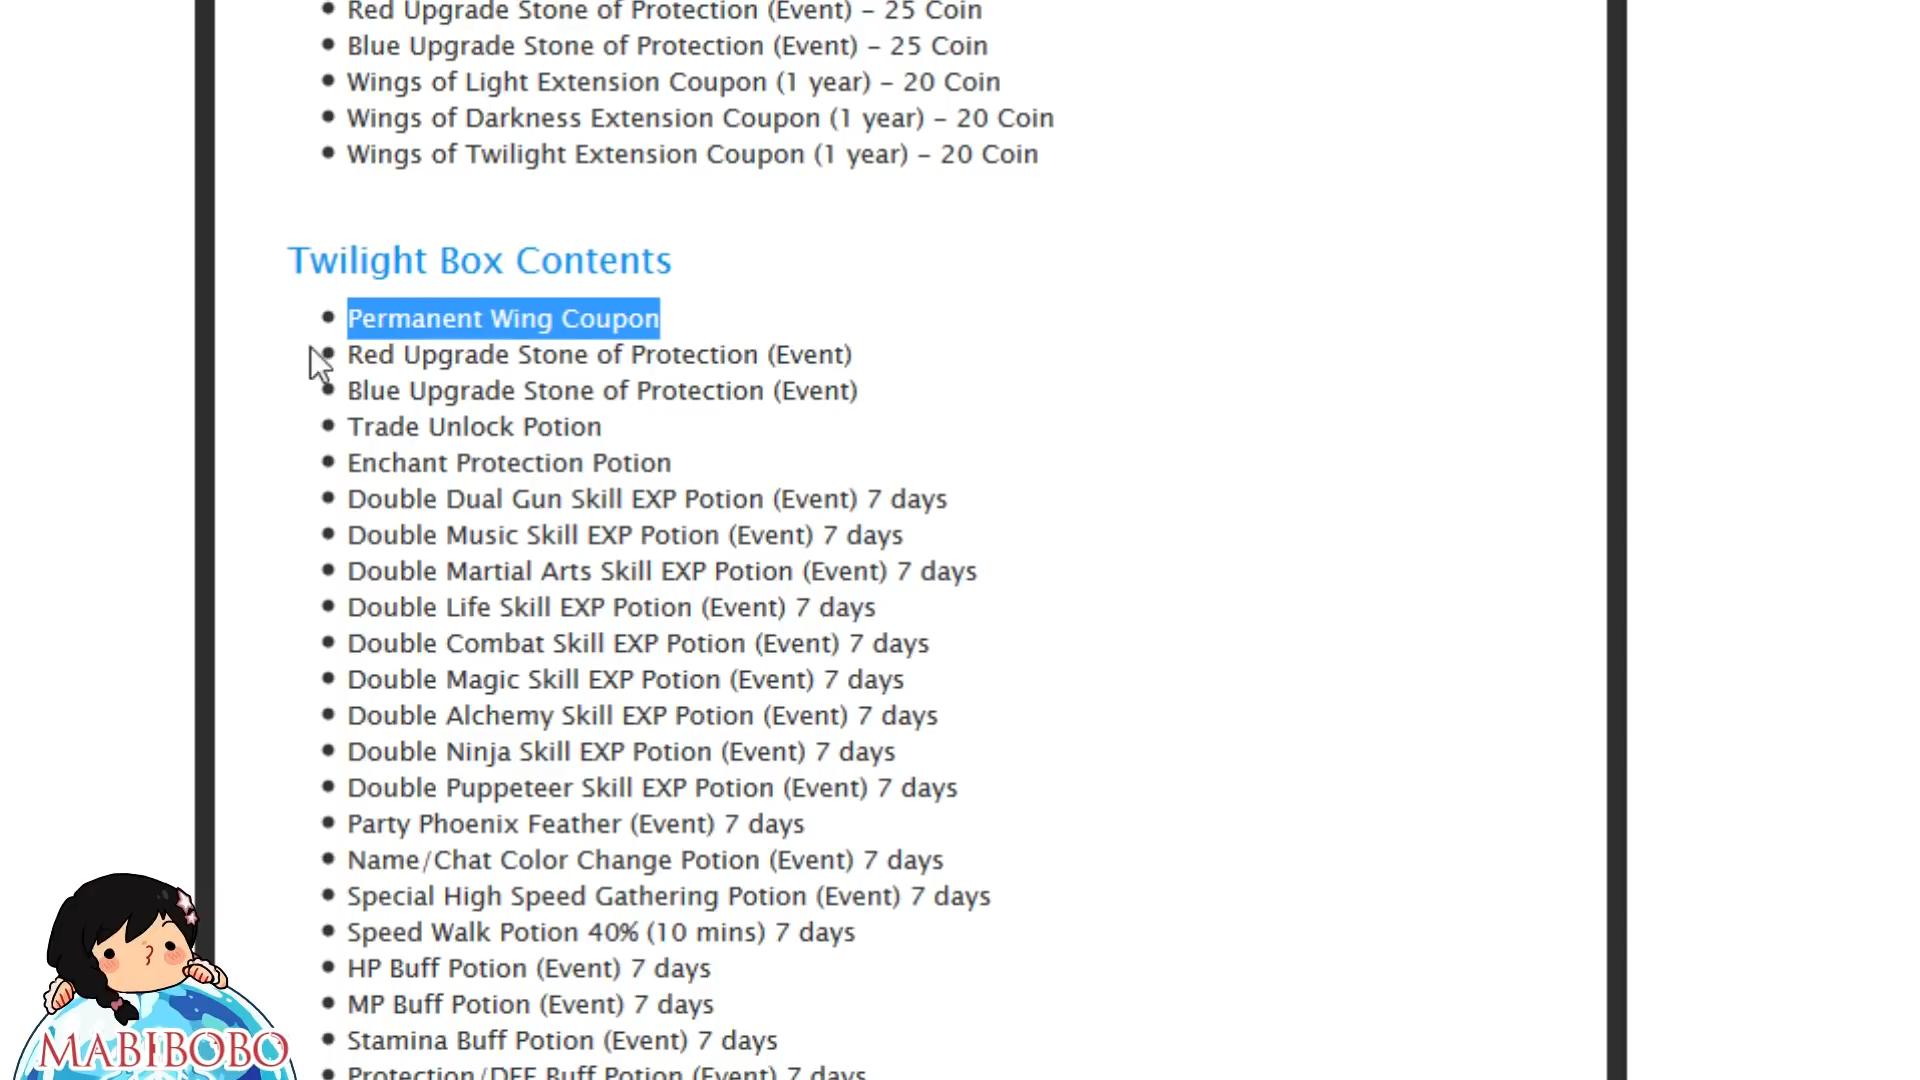 Red Upgrade Stone of Protection (Event) – 25 Coin
Blue Upgrade Stone of Protection (Event) – 25 Coin
Wings of Light Extension Coupon (1 year) – 20 Coin
Wings of Darkness Extension Coupon (1 year) – 20 Coin
Wings of Twilight Extension Coupon (1 year) – 20 Coin
Twilight Box Contents
Permanent Wing Coupon
Red Upgrade Stone of Protection (Event)
Blue Upgrade Stone of Protection (Event)
Trade Unlock Potion
Enchant Protection Potion
Double Dual Gun Skill EXP Potion (Event) 7 days
Double Music Skill EXP Potion (Event) 7 days
Double Martial Arts Skill EXP Potion (Event) 7 days
Double Life Skill EXP Potion (Event) 7 days
Double Combat Skill EXP Potion (Event) 7 days
Double Magic Skill EXP Potion (Event) 7 days
Double Alchemy Skill EXP Potion (Event) 7 days
Double Ninja Skill EXP Potion (Event) 7 days
Double Puppeteer Skill EXP Potion (Event) 7 days
Party Phoenix Feather (Event) 7 days
Name/Chat Color Change Potion (Event) 7 days
Special High Speed Gathering Potion (Event) 7 days
Speed Walk Potion 40% (10 mins) 7 days
HP Buff Potion (Event) 7 days
MP Buff Potion (Event) 7 days
Stamina Buff Potion (Event) 7 days
Protection/DEF Buff Potion (Event) 7 days
MABIBOBO